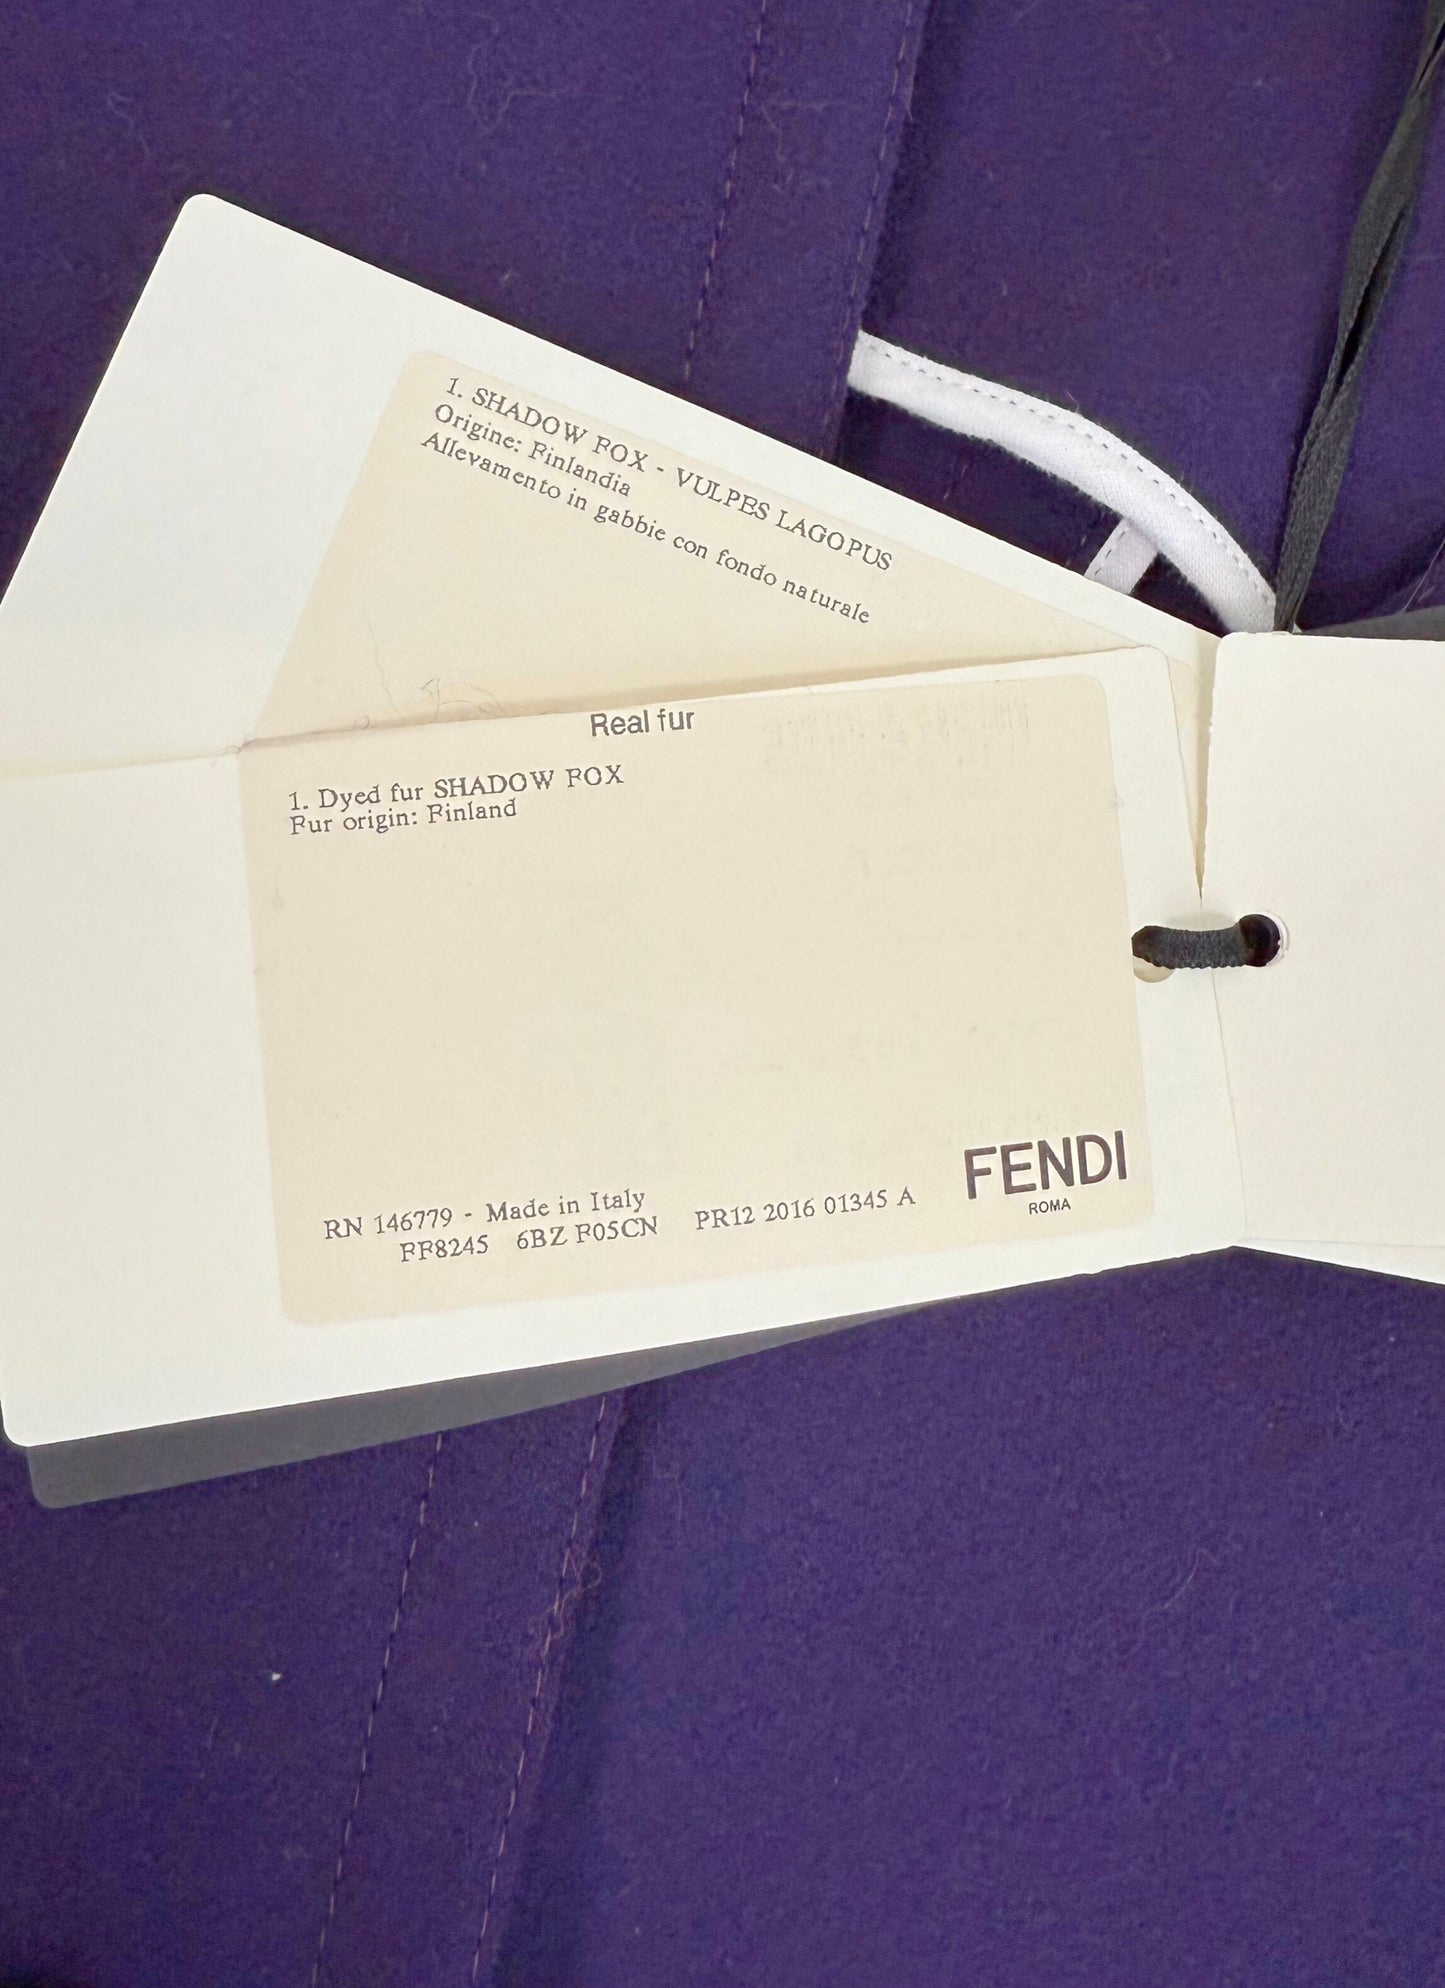 1. SHADOW FOX - VULPES LAGOPUS
Origine: Finlandia
Allevamento in gabbie con fondo naturale
Real fur
1. Dyed fur SHADOW FOX
Fur origin: Finland
FENDI
ROMA
RN 146779 - Made in Italy
FF8245 6BZ F05CN PR12 2016 01345 A